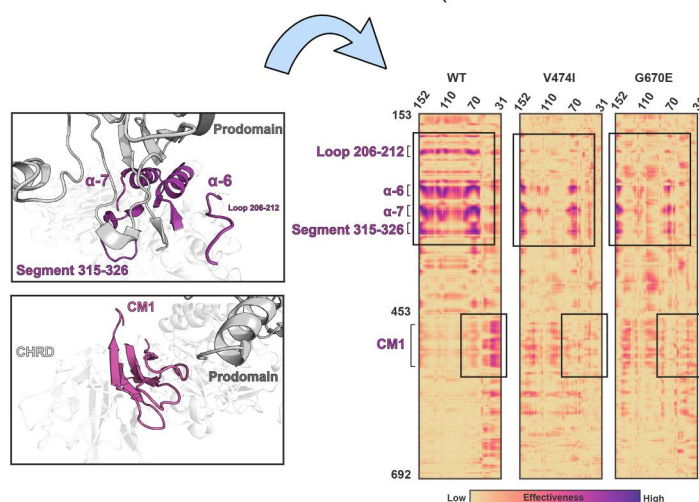 WT V474I G670E
152 110 70 31 152 110 70 31 152 110 70 31
153
Prodomain
α-7 α-6
Loop 206-212
Segment 315-326
Loop 206-212
α-6
α-7
Segment 315-326
453
CM1
CHRD
Prodomain
CM1
692
Low Effectiveness High